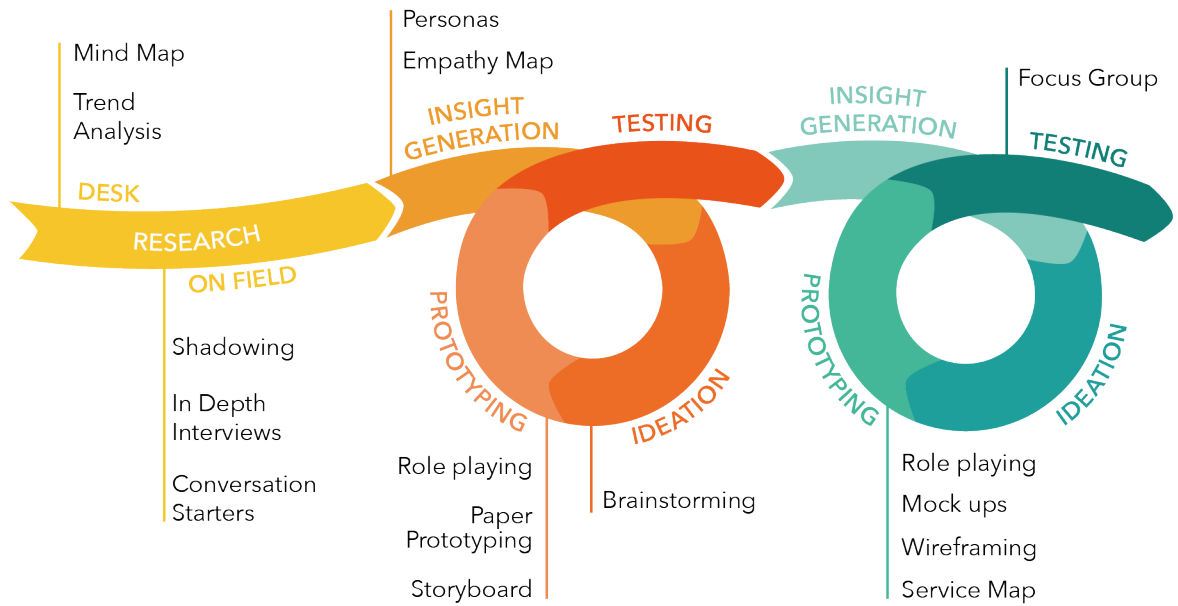 Mind Map
Trend
Analysis
DESK
RESEARCH
ON FIELD
Shadowing
In Depth
Interviews
Conversation
Starters
Personas
Empathy Map
INSIGHT
GENERATION
TESTING
PROTOTYPING
IDEATION
Role playing
Paper
Prototyping
Storyboard
Brainstorming
INSIGHT
GENERATION
Focus Group
TESTING
PROTOTYPING
IDEATION
Role playing
Mock ups
Wireframing
Service Map